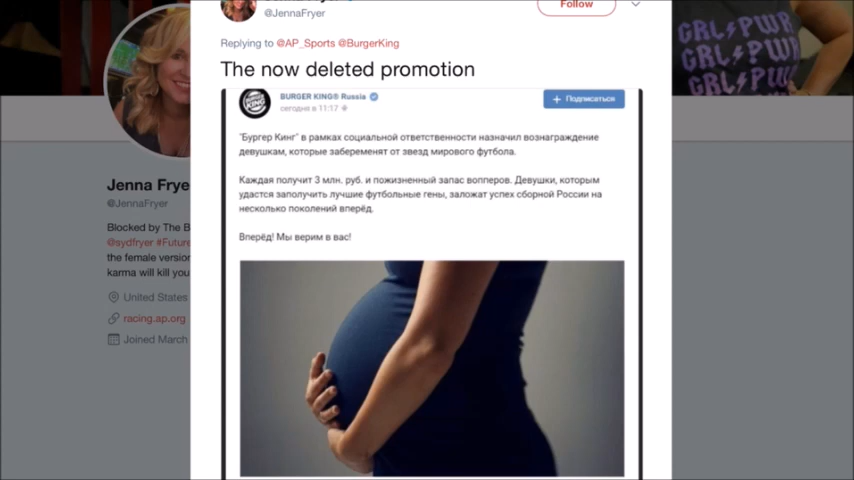 @JennaFryer
Follow
Replying to @AP_Sports @BurgerKing
The now deleted promotion
BURGER KING
BURGER KING® Russia
сегодня в 11:17
+ Подписаться
"Бургер Кинг" в рамках социальной ответственности назначил вознаграждение
девушкам, которые забеременят от звезд мирового футбола.
Каждая получит 3 млн. руб. и пожизненный запас вопперов. Девушки, которым
удастся заполучить лучшие футбольные гены, заложат успех сборной России на
несколько поколений вперёд.
Вперёд! Мы верим в вас!
Jenna Frye
@JennaFryer
Blocked by The B
@sydfryer #Future
the female version
karma will kill you
United States
racing.ap.org
Joined March
GRL PWR
GRL PWR
GRL PWR